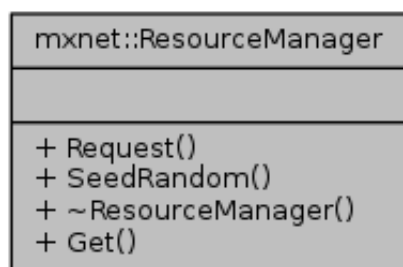 mxnet::ResourceManager
+ Request()
+ SeedRandom()
+ ~ResourceManager()
+ Get()